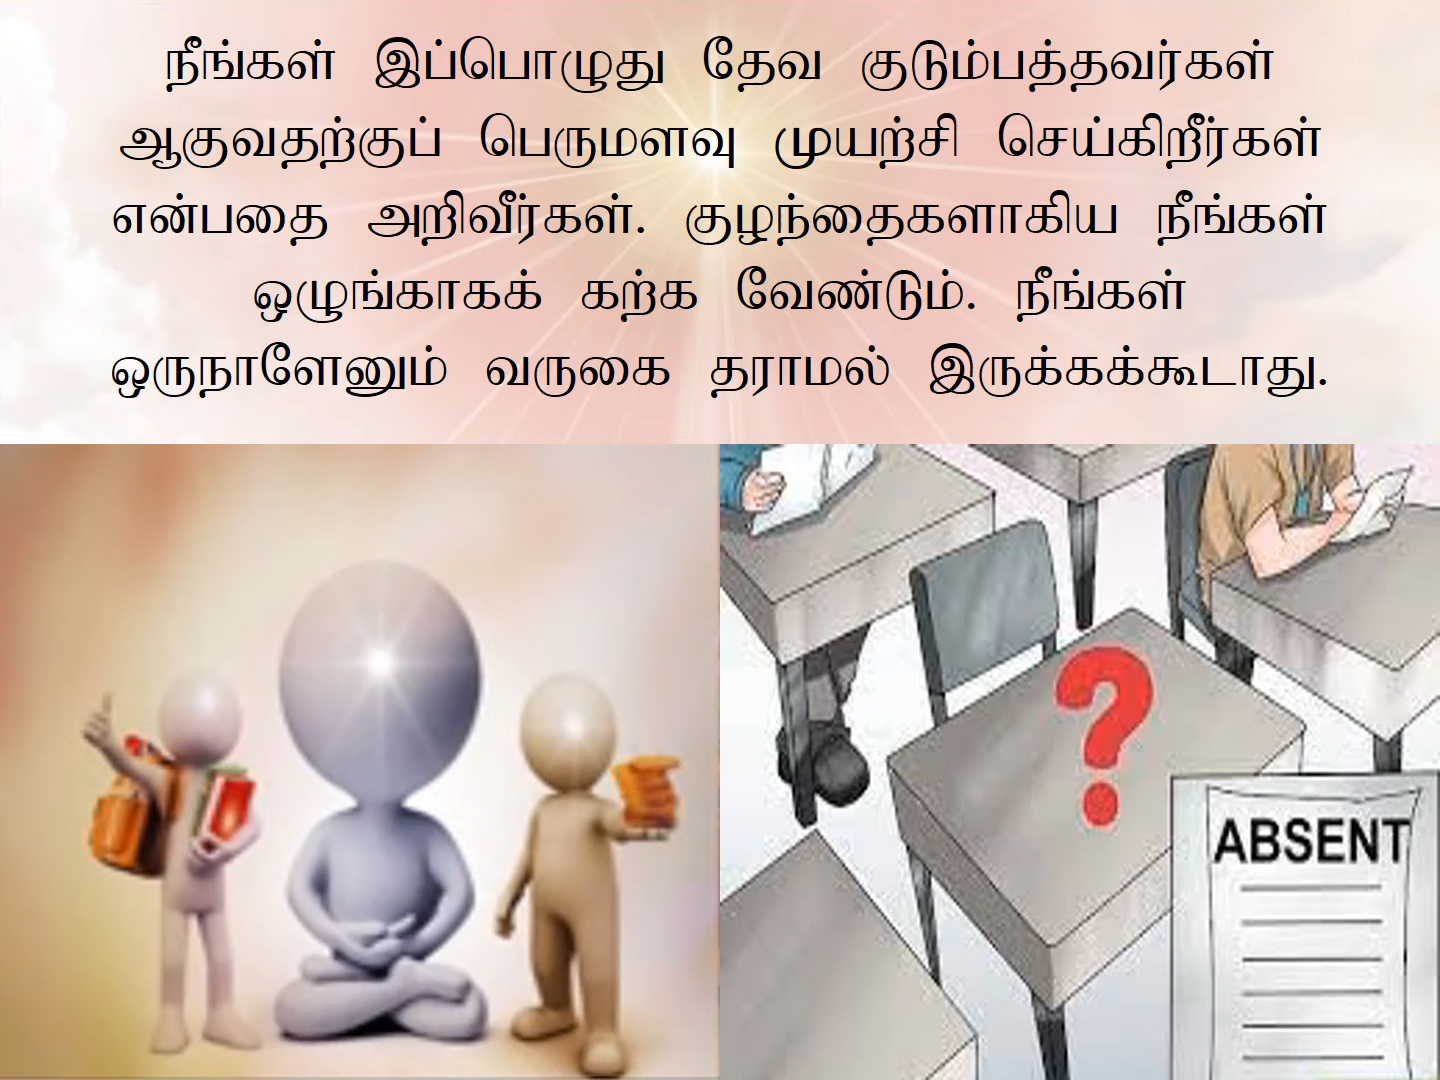 நீங்கள் இப்பொழுது தேவ குடும்பத்தவர்கள்
ஆகுவதற்குப் பெருமளவு முயற்சி செய்கிறீர்கள்
என்பதை அறிவீர்கள். குழந்தைகளாகிய நீங்கள்
ஒழுங்காகக் கற்க வேண்டும். நீங்கள்
ஒருநாளேனும் வருகை தராமல் இருக்கக்கூடாது.
?
ABSENT